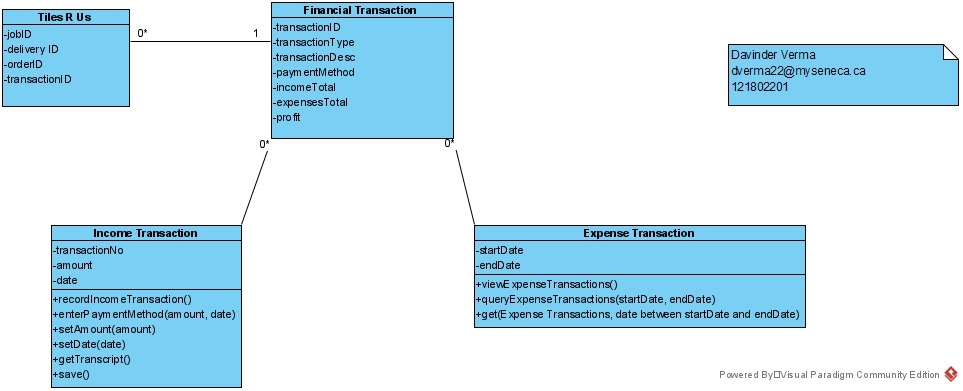 Tiles R Us
-jobID
-delivery ID
-orderID
-transactionID
0*
1
Financial Transaction
-transactionID
-transactionType
-transactionDesc
-paymentMethod
-incomeTotal
-expensesTotal
-profit
Davinder Verma
dverma22@myseneca.ca
121802201
0*
0*
Income Transaction
-transactionNo
-amount
-date
+recordIncomeTransaction()
+enterPaymentMethod(amount, date)
+setAmount(amount)
+setDate(date)
+getTranscript()
+save()
Expense Transaction
-startDate
-endDate
+viewExpenseTransactions()
+queryExpenseTransactions(startDate, endDate)
+get(Expense Transactions, date between startDate and endDate)
Powered By Visual Paradigm Community Edition